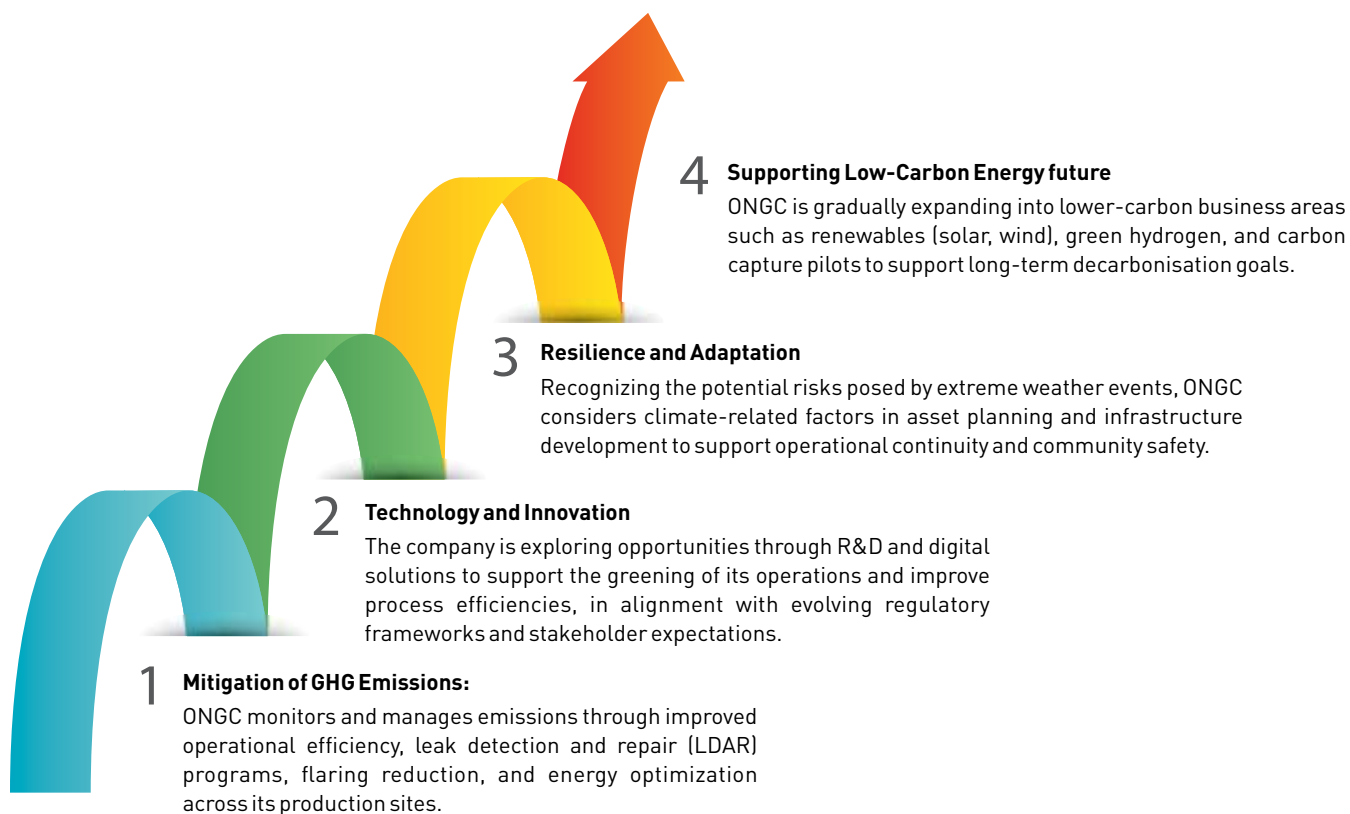 4
Supporting Low-Carbon Energy future
ONGC is gradually expanding into lower-carbon business areas
such as renewables (solar, wind), green hydrogen, and carbon
capture pilots to support long-term decarbonisation goals.
3
Resilience and Adaptation
Recognizing the potential risks posed by extreme weather events, ONGC
considers climate-related factors in asset planning and infrastructure
development to support operational continuity and community safety.
2
Technology and Innovation
The company is exploring opportunities through R&D and digital
solutions to support the greening of its operations and improve
process efficiencies, in alignment with evolving regulatory
frameworks and stakeholder expectations.
1
Mitigation of GHG Emissions:
ONGC monitors and manages emissions through improved
operational efficiency, leak detection and repair (LDAR)
programs, flaring reduction, and energy optimization
across its production sites.